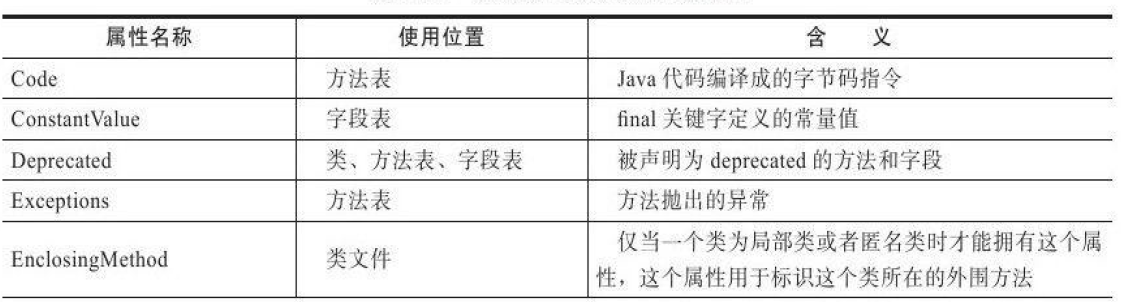 属性名称 使用位置 含 义
Code 方法表 Java 代码编译成的字节码指令
ConstantValue 字段表 final 关键字定义的常量值
Deprecated 类、方法表、字段表 被声明为 deprecated 的方法和字段
Exceptions 方法表 方法抛出的异常
EnclosingMethod 类文件 仅当一个类为局部类或者匿名类时才能拥有这个属
性，这个属性用于标识这个类所在的外围方法